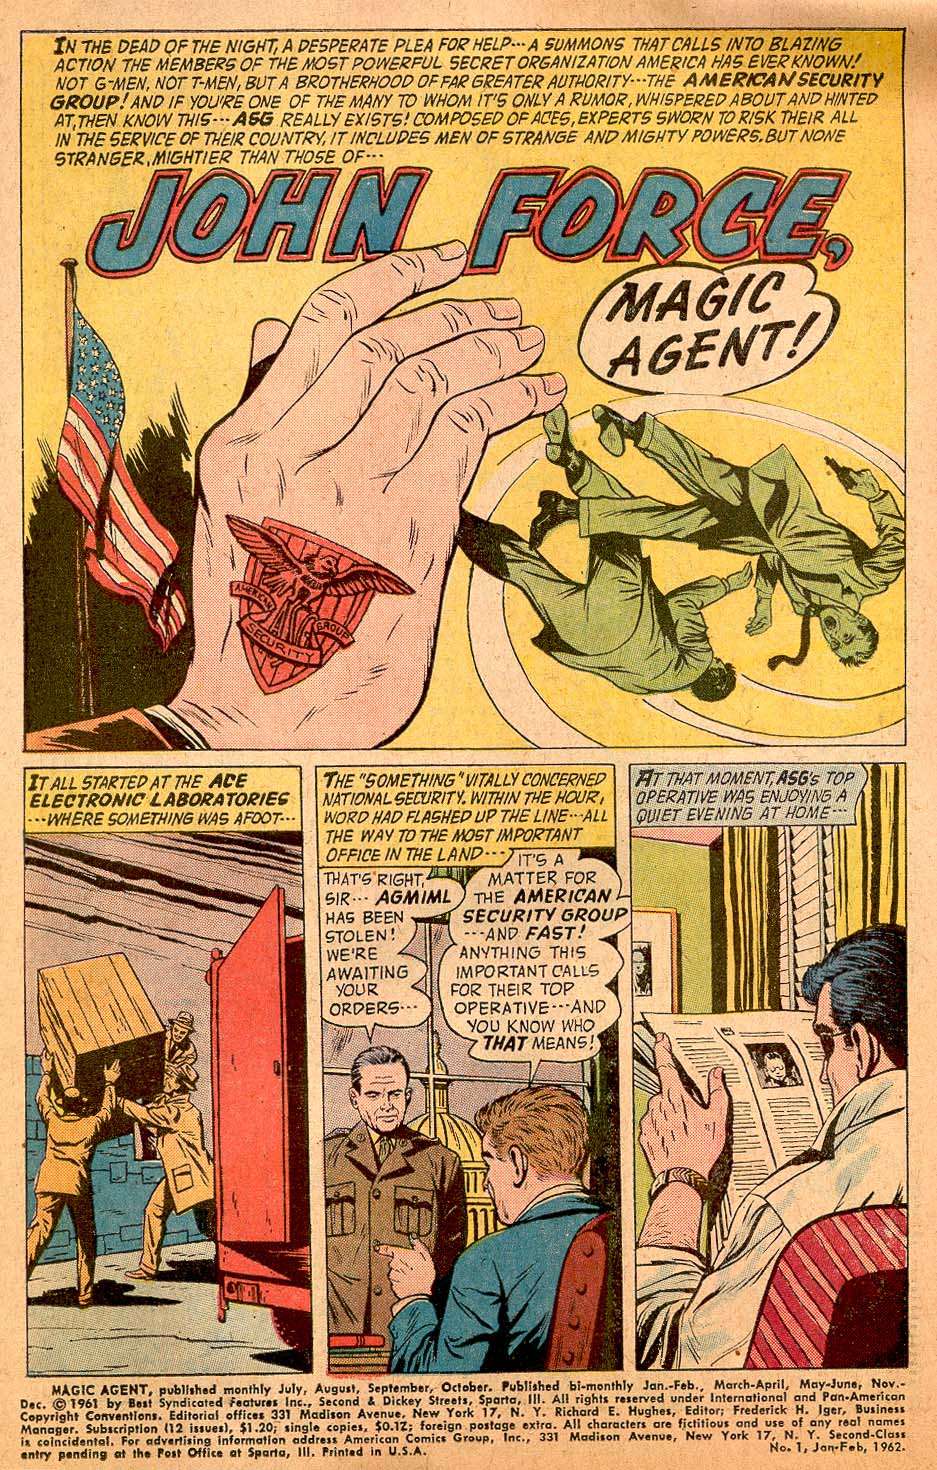 IN THE DEAD OF THE NIGHT, A DESPERATE PLEA FOR HELP---A SUMMONS THAT CALLS INTO BLAZING
ACTION THE MEMBERS OF THE MOST POWERFUL SECRET ORGANIZATION AMERICA HAS EVER KNOWN!
NOT G-MEN, NOT T-MEN, BUT A BROTHERHOOD OF FAR GREATER AUTHORITY---THE AMERICAN SECURITY
GROUP! AND IF YOU'RE ONE OF THE MANY TO WHOM IT'S ONLY A RUMOR, WHISPERED ABOUT AND HINTED
AT, THEN KNOW THIS---ASG REALLY EXISTS! COMPOSED OF ACES, EXPERTS SWORN TO RISK THEIR ALL
IN THE SERVICE OF THEIR COUNTRY, IT INCLUDES MEN OF STRANGE AND MIGHTY POWERS. BUT NONE
STRANGER, MIGHTIER THAN THOSE OF---
JOHN FORCE,
MAGIC
AGENT!
AMERICAN
SECURITY
GROUP
IT ALL STARTED AT THE ACE
ELECTRONIC LABORATORIES
---WHERE SOMETHING WAS AFOOT---
THE "SOMETHING" VITALLY CONCERNED
NATIONAL SECURITY. WITHIN THE HOUR,
WORD HAD FLASHED UP THE LINE---ALL
THE WAY TO THE MOST IMPORTANT
OFFICE IN THE LAND---
THAT'S RIGHT,
SIR--- AGMIML
HAS BEEN
STOLEN!
WE'RE
AWAITING
YOUR
ORDERS---
IT'S A
MATTER FOR
THE AMERICAN
SECURITY GROUP
---AND FAST!
ANYTHING THIS
IMPORTANT CALLS
FOR THEIR TOP
OPERATIVE---AND
YOU KNOW WHO
THAT MEANS!
AT THAT MOMENT, ASG'S TOP
OPERATIVE WAS ENJOYING A
QUIET EVENING AT HOME---
MAGIC AGENT, published monthly July, August, September, October. Published bi-monthly Jan.-Feb., March-April, May-June, Nov.-
Dec. © 1961 by Best Syndicated Features Inc., Second & Dickey Streets, Sparta, Ill. All rights reserved under International and Pan-American
Copyright Conventions. Editorial offices 331 Madison Avenue, New York 17, N. Y. Richard E. Hughes, Editor; Frederick H. Iger, Business
Manager. Subscription (12 issues), $1.20; single copies, $0.12; foreign postage extra. All characters are fictitious and use of any real names
is coincidental. For advertising information address American Comics Group, Inc., 331 Madison Avenue, New York 17, N. Y. Second-Class
entry pending at the Post Office at Sparta, Ill. Printed in U.S.A.
No. 1, Jan-Feb, 1962.